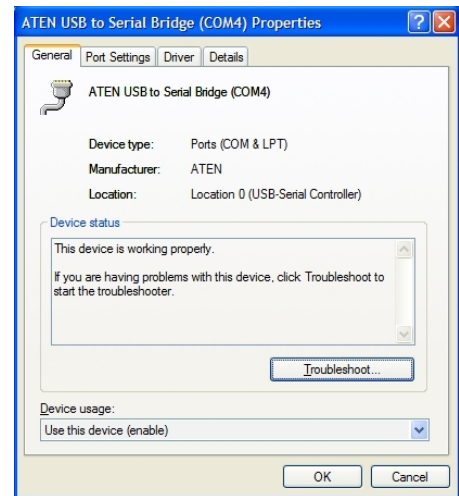 ATEN USB to Serial Bridge (COM4) Properties
General Port Settings Driver Details
ATEN USB to Serial Bridge (COM4)
Device type: Ports (COM & LPT)
Manufacturer: ATEN
Location: Location 0 (USB-Serial Controller)
Device status
This device is working properly.
If you are having problems with this device, click Troubleshoot to
start the troubleshooter.
Troubleshoot...
Device usage:
Use this device (enable)
OK Cancel